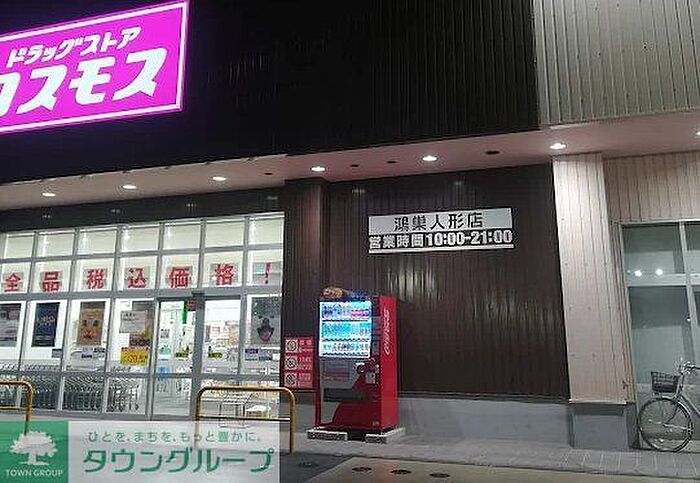 ドラッグストア
コスモス
鴻巣人形店
営業時間10:00-21:00
全品税込価格!
ひとを、まちを、もっと豊かに。
タウングループ
TOWN GROUP